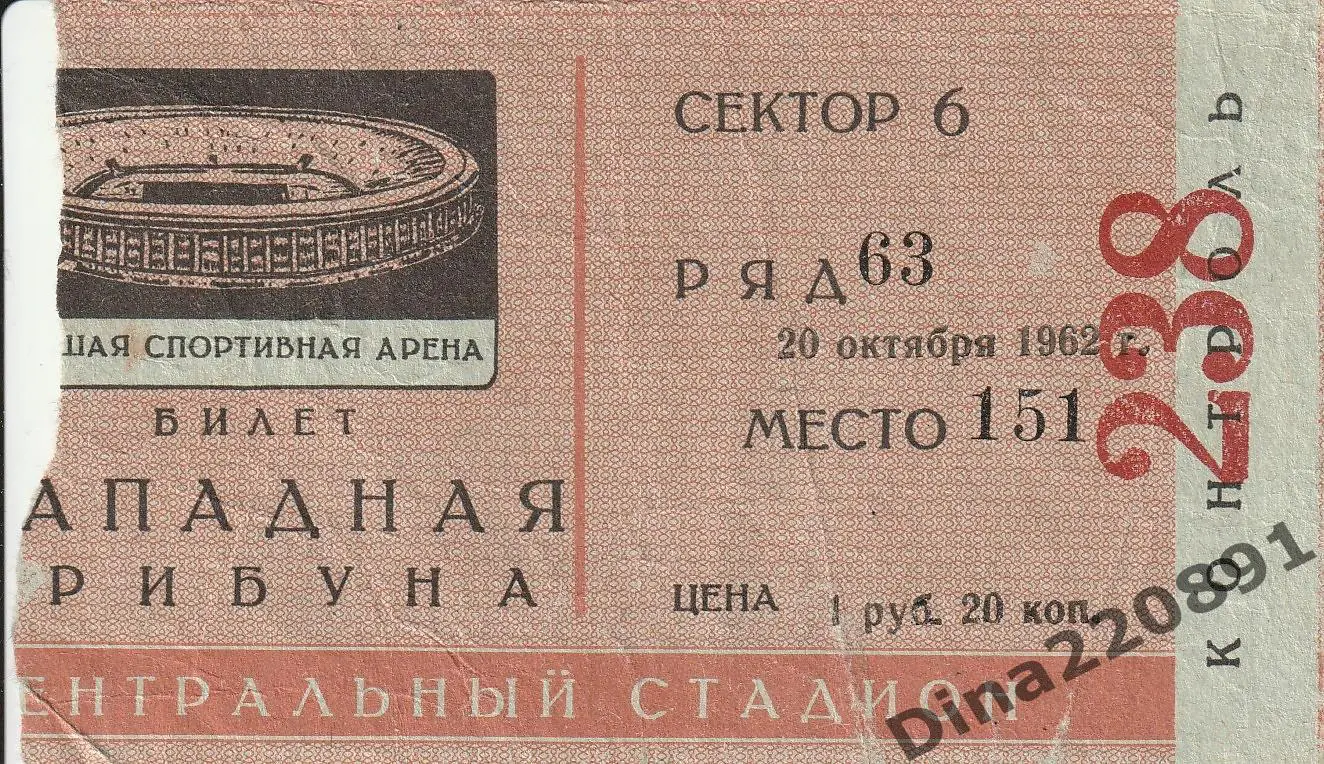 ШАЯ СПОРТИВНАЯ АРЕНА
БИЛЕТ
АПАДНАЯ
РИБУНА
СЕКТОР 6
РЯД 63
20 октября 1962 г.
МЕСТО 151
ЦЕНА 1 руб. 20 коп.
ЕНТРАЛЬНЫЙ СТАДИОН
238
КОНТРОЛЬ
Dina220891